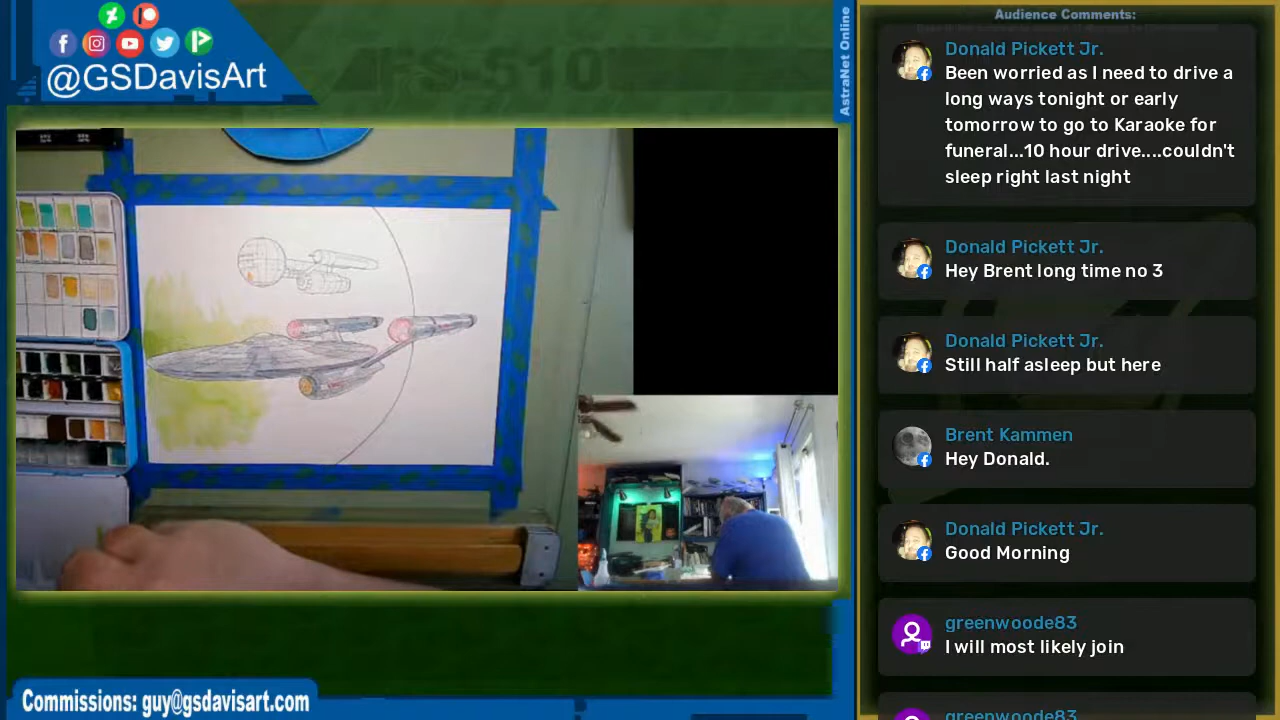 @GSDavisArt
AstraNet Online
Audience Comments:
Donald Pickett Jr.
Been worried as I need to drive a
long ways tonight or early
tomorrow to go to Karaoke for
funeral...10 hour drive....couldn't
sleep right last night
Donald Pickett Jr.
Hey Brent long time no 3
Donald Pickett Jr.
Still half asleep but here
Brent Kammen
Hey Donald.
Donald Pickett Jr.
Good Morning
greenwoode83
I will most likely join
greenwoode83
Commissions: guy@gsdavisart.com